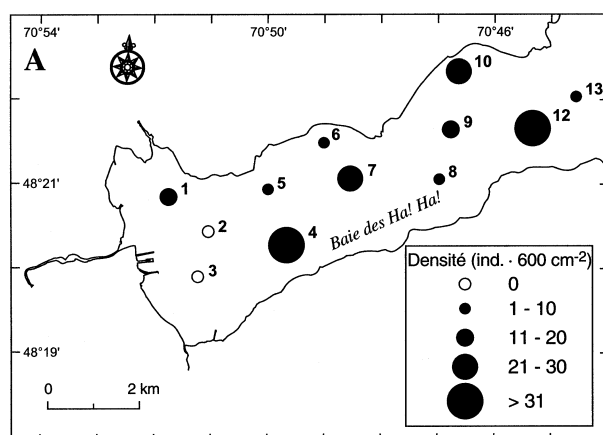 70°54' 70°50' 70°46'
A
10
13
12
9
6
7
8
5
1
48°21'
2
4
3
Baie des Ha! Ha!
Densité (ind. · 600 cm-2)
0
1 - 10
11 - 20
21 - 30
> 31
48°19'
0 2 km